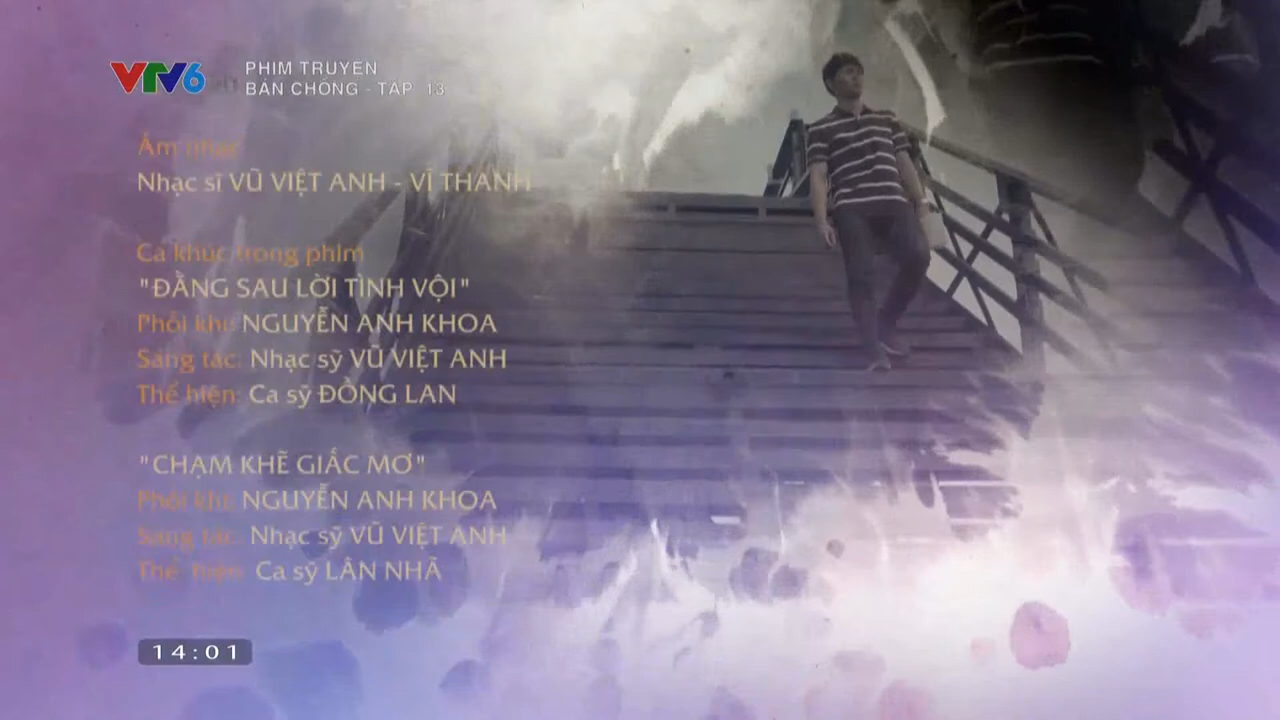 VTV6
PHIM TRUYỆN
BÁN CHỒNG - TẬP 13
Âm nhạc
Nhạc sĩ VŨ VIỆT ANH - VĨ THÀNH
Ca khúc trong phim
"ĐẰNG SAU LỜI TÌNH VỘI"
Phối khí: NGUYỄN ANH KHOA
Sáng tác: Nhạc sỹ VŨ VIỆT ANH
Thể hiện: Ca sỹ ĐỒNG LAN
"CHẠM KHẼ GIẤC MƠ"
Phối khí: NGUYỄN ANH KHOA
Sáng tác: Nhạc sỹ VŨ VIỆT ANH
Thể hiện: Ca sỹ LÂN NHÃ
14:01